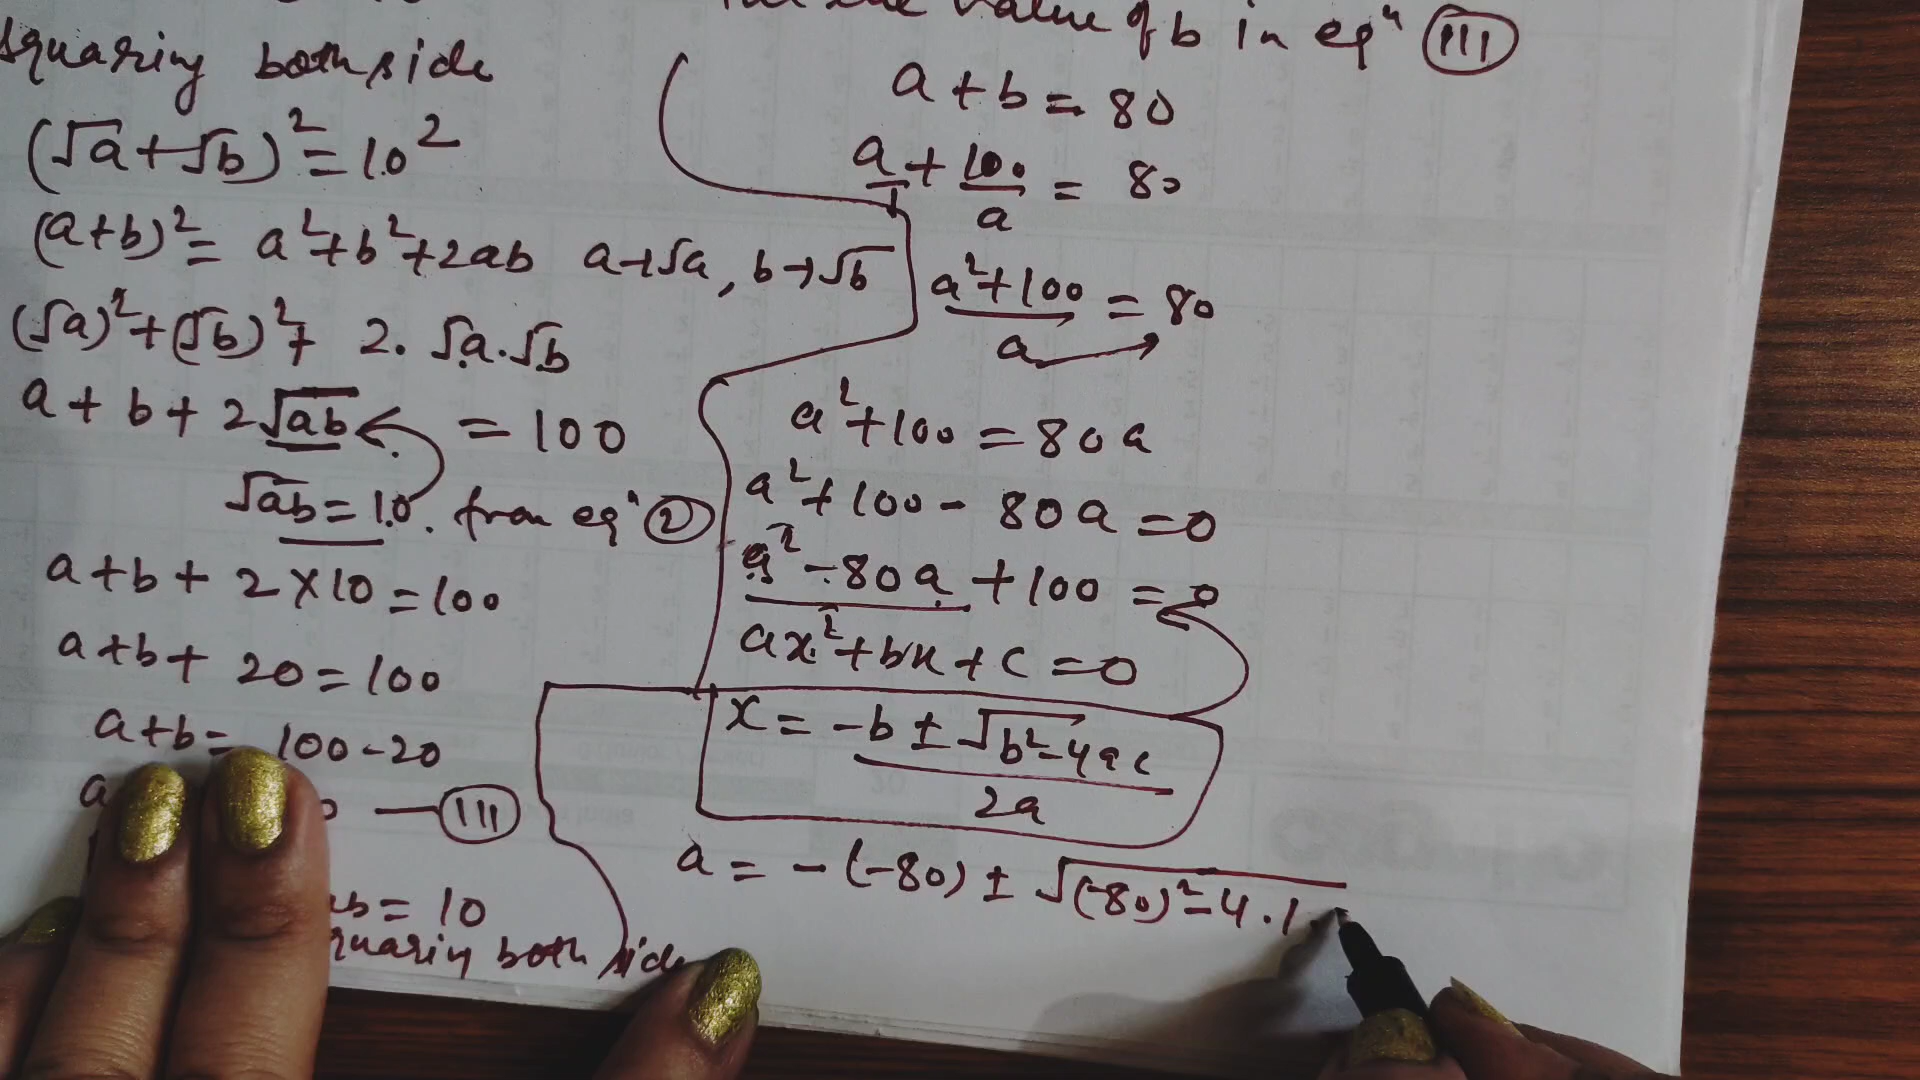 squaring both side
(√a+√b)²=10²
(a+b)²= a²+b²+2ab a→√a, b→√b
(√a)²+(√b)²+ 2. √a.√b
a + b + 2√ab = 100
√ab = 10. from eqⁿ ②
a + b + 2 X 10 = 100
a + b + 20 = 100
a+b= 100-20
a
III
= 10
both side
value of b in eqⁿ III
a + b = 80
a/1 + 100/a = 80
a²+100/a = 80
a²+100 = 80a
a²+100 - 80a = 0
a² -80a +100 = 0
ax²+bx+c=0
x = -b ± √b²-4ac / 2a
a = -(-80) ± √(-80)²-4.1